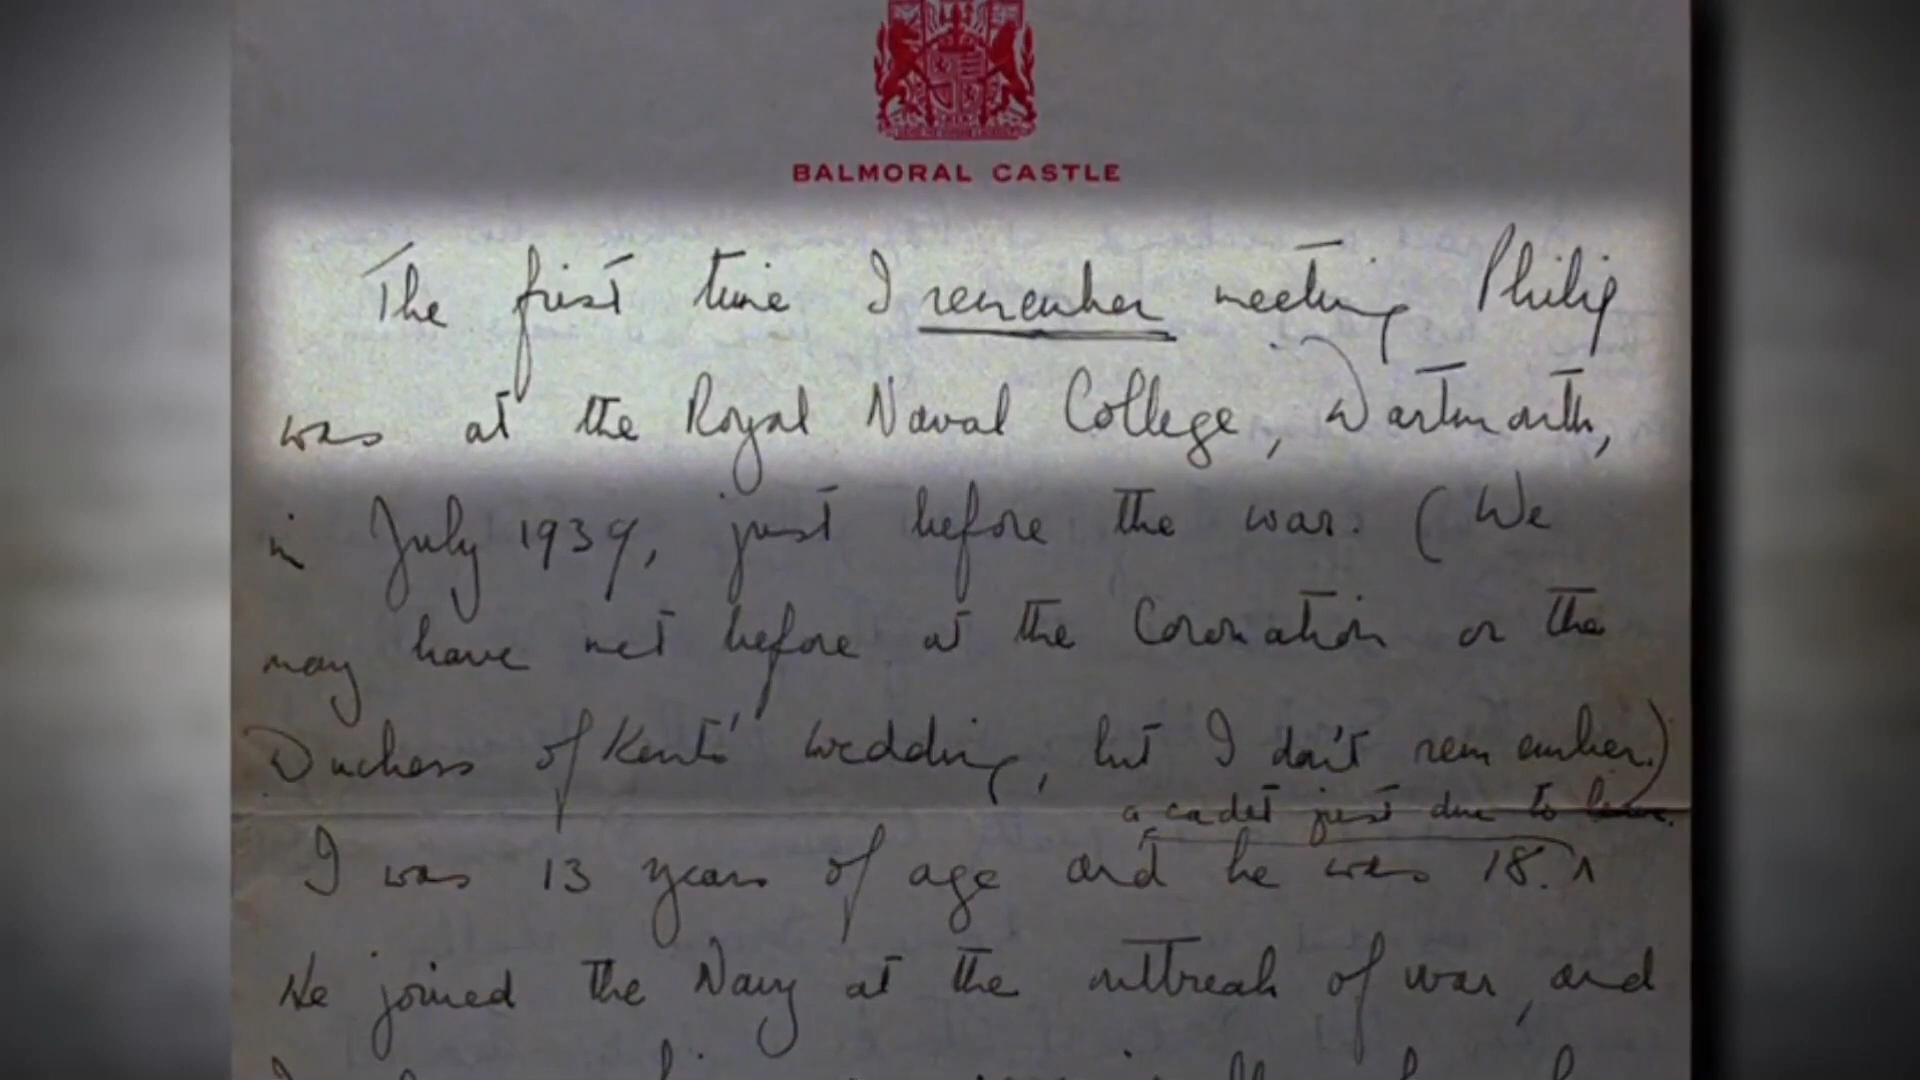 BALMORAL CASTLE
The first time I remember meeting Philip
was at the Royal Naval College, Dartmouth,
in July 1939, just before the war. (We
may have met before at the Coronation or the
Duchess of Kent's' wedding, but I don't remember.)
a cadet just due to leave.
I was 13 years of age and he was 18. ^
He joined the Navy at the outbreak of war, and